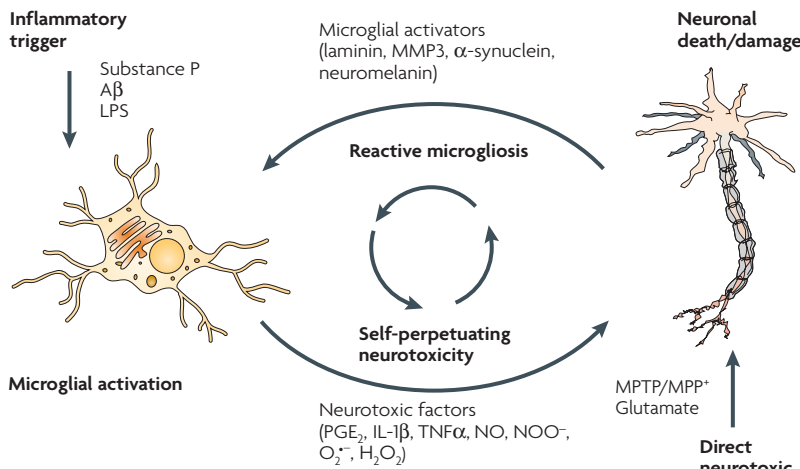 Inflammatory
trigger
Substance P
Aβ
LPS
Microglial activators
(laminin, MMP3, α-synuclein,
neuromelanin)
Neuronal
death/damage
Reactive microgliosis
Self-perpetuating
neurotoxicity
Microglial activation
Neurotoxic factors
(PGE₂, IL-1β, TNFα, NO, NOO⁻,
O₂•⁻, H₂O₂)
MPTP/MPP⁺
Glutamate
Direct
neurotoxic